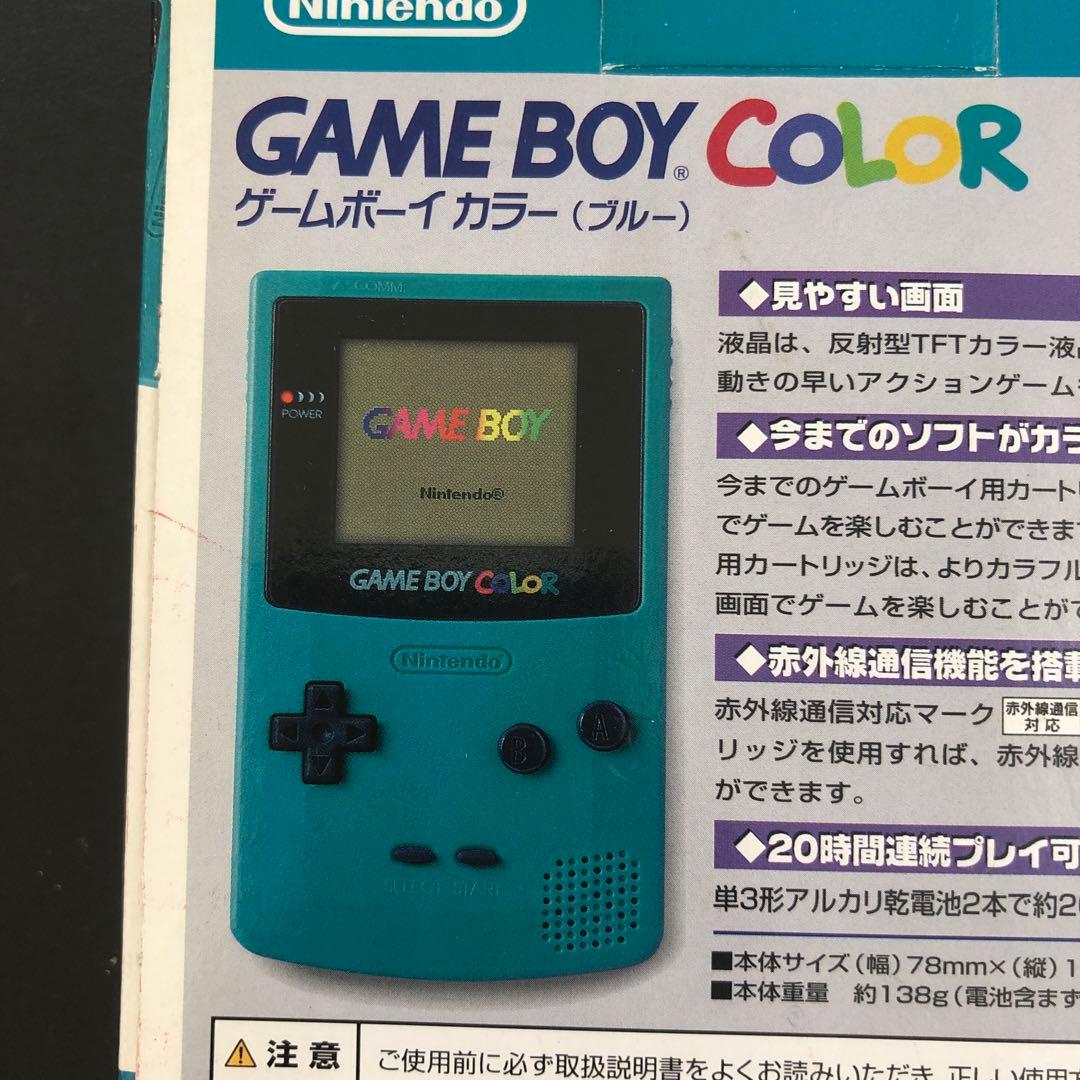 Nintendo
GAME BOY® COLOR
ゲームボーイ カラー（ブルー）
COMM.
POWER
GAME BOY
Nintendo®
GAME BOY COLOR
Nintendo
B
A
SELECT START
◆見やすい画面
液晶は、反射型TFTカラー液
動きの早いアクションゲーム
◆今までのソフトがカラ
今までのゲームボーイ用カート
でゲームを楽しむことができま
用カートリッジは、よりカラフル
画面でゲームを楽しむことが
◆赤外線通信機能を搭載
赤外線通信対応マーク 赤外線通信
対応
リッジを使用すれば、赤外線
ができます。
◆20時間連続プレイ可
単3形アルカリ乾電池2本で約2
■本体サイズ（幅）78mm×（縦）1
■本体重量 約138g（電池含まず
注意
ご使用前に必ず取扱説明書をよくお読みいただき、正しい使用